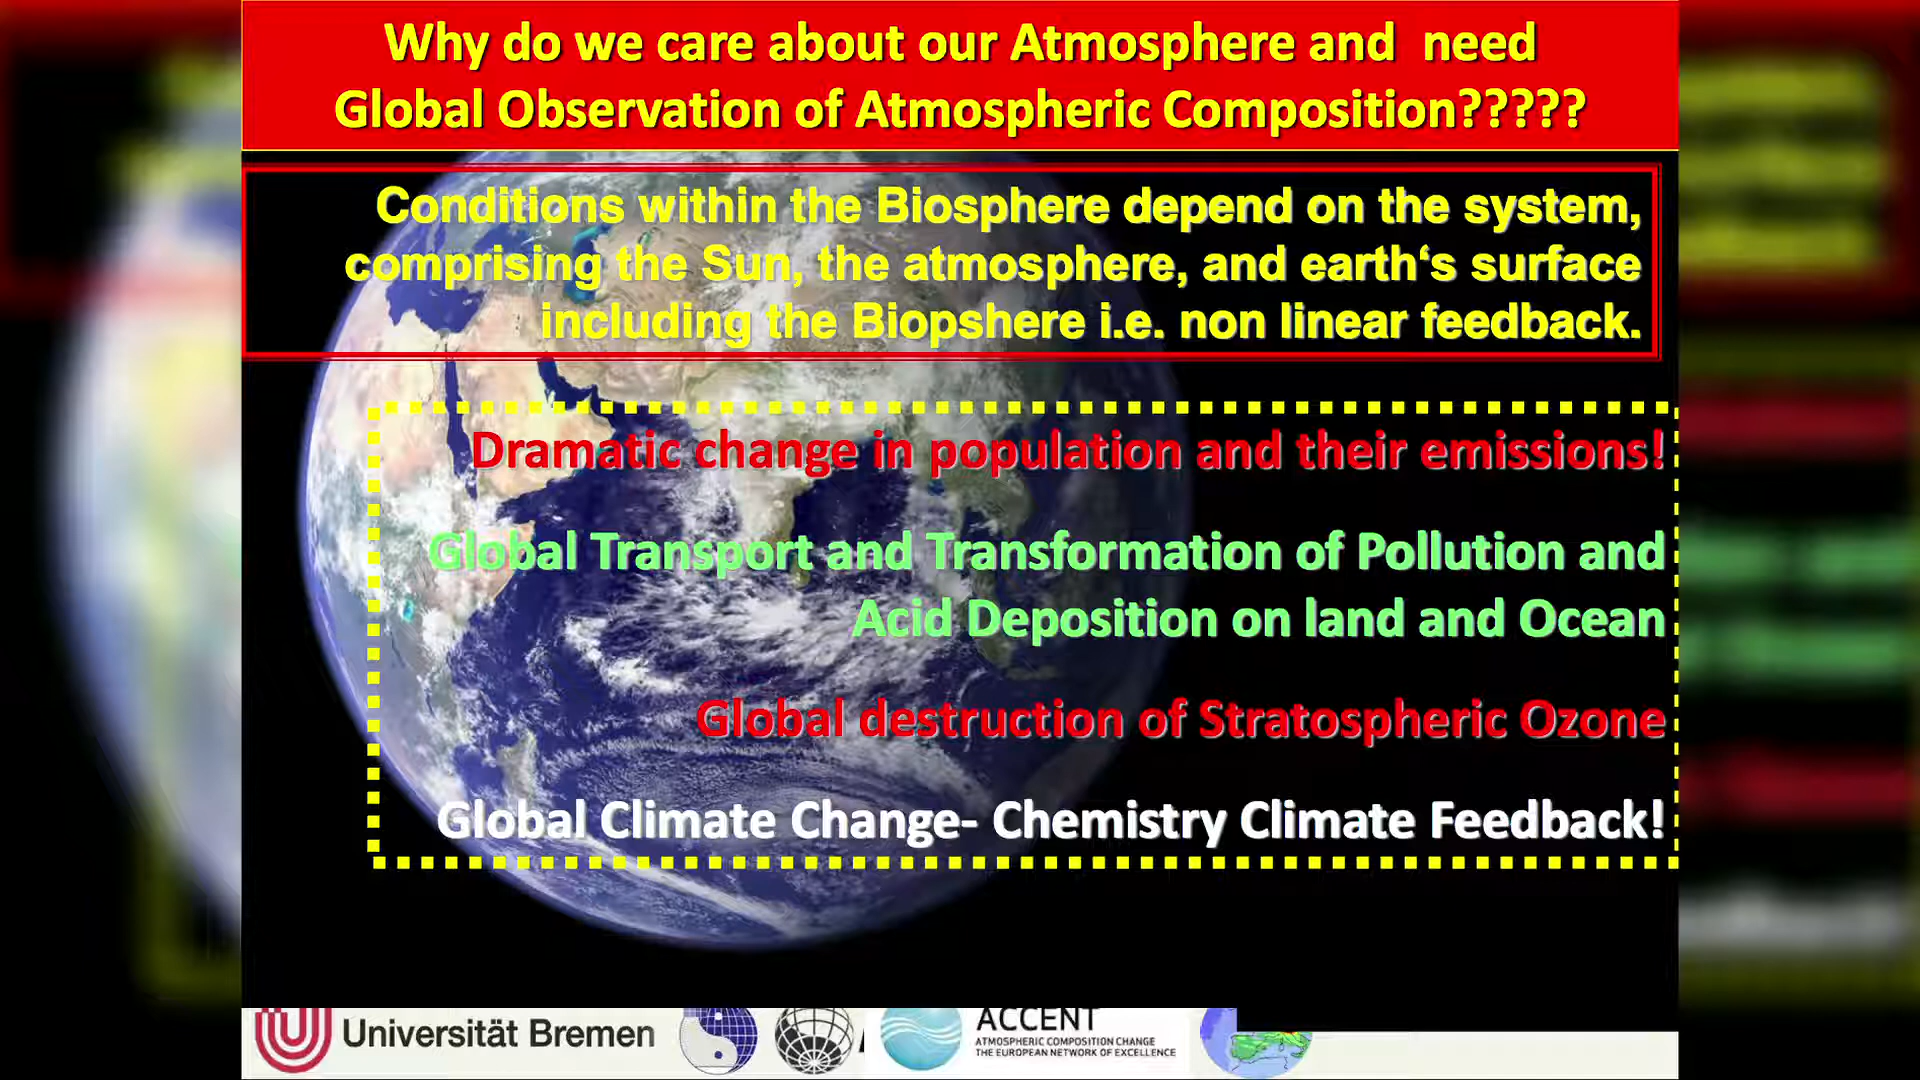 Why do we care about our Atmosphere and need
Global Observation of Atmospheric Composition?????
Conditions within the Biosphere depend on the system,
comprising the Sun, the atmosphere, and earth‘s surface
including the Biopshere i.e. non linear feedback.
Dramatic change in population and their emissions!
Global Transport and Transformation of Pollution and
Acid Deposition on land and Ocean
Global destruction of Stratospheric Ozone
Global Climate Change- Chemistry Climate Feedback!
Universität Bremen
ACCENT
ATMOSPHERIC COMPOSITION CHANGE
THE EUROPEAN NETWORK OF EXCELLENCE